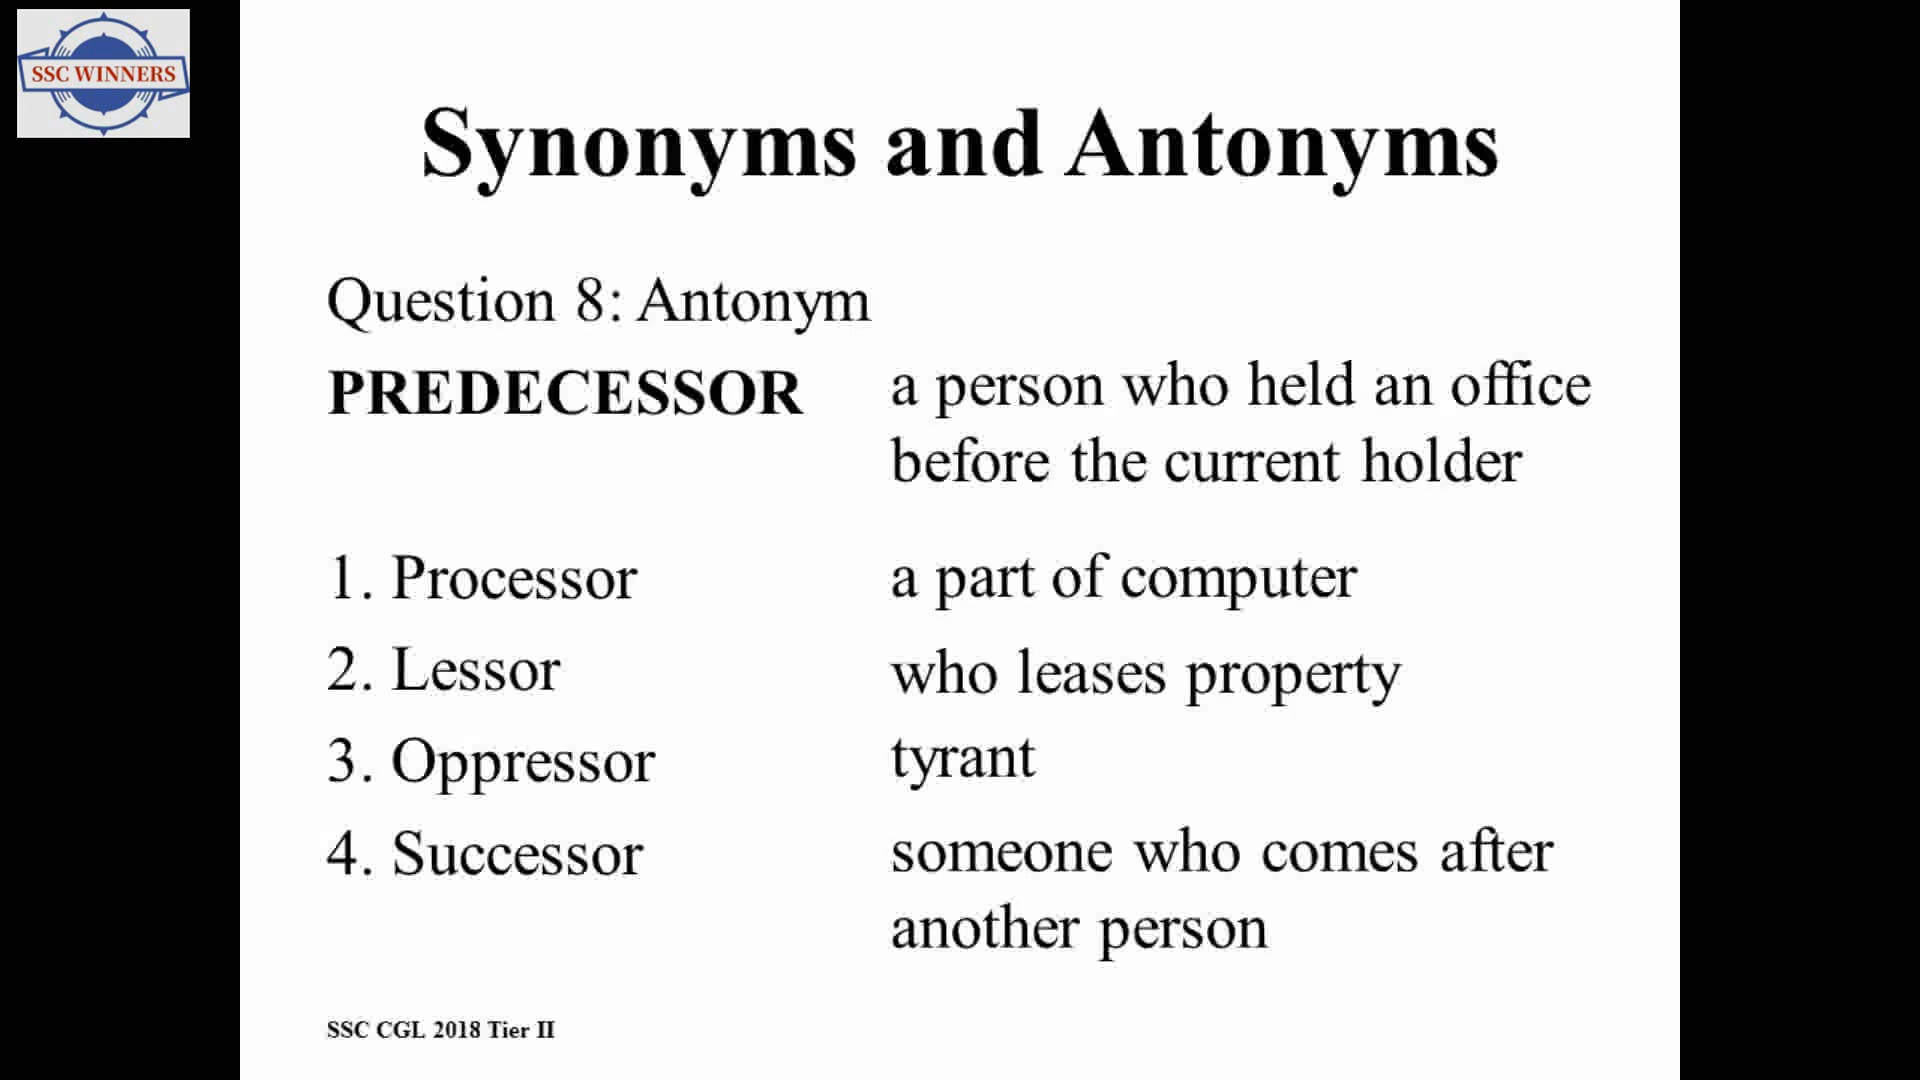 SSC WINNERS
Synonyms and Antonyms
Question 8: Antonym
PREDECESSOR a person who held an office
before the current holder
1. Processor a part of computer
2. Lessor who leases property
3. Oppressor tyrant
4. Successor someone who comes after
another person
SSC CGL 2018 Tier II